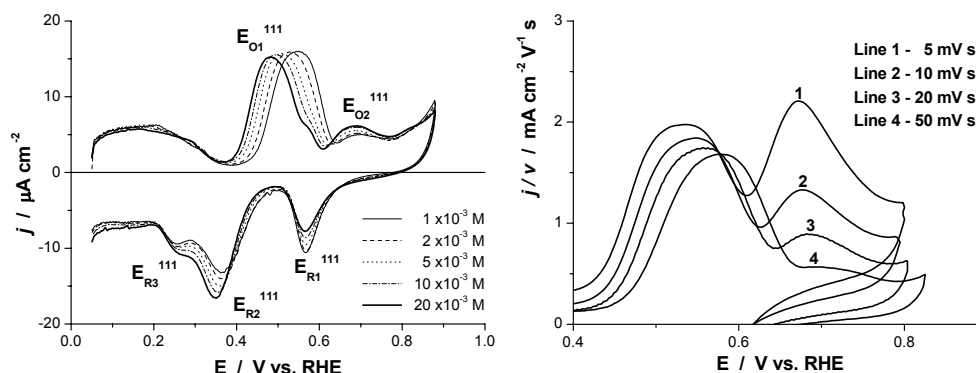 E_O1^111
E_O2^111
E_R3^111
E_R2^111
E_R1^111
1 x10^-3 M
2 x10^-3 M
5 x10^-3 M
10 x10^-3 M
20 x10^-3 M
20
10
0
-10
-20
j / µA cm^-2
0.0 0.2 0.4 0.6 0.8 1.0
E / V vs. RHE
Line 1 - 5 mV s
Line 2 - 10 mV s
Line 3 - 20 mV s
Line 4 - 50 mV s
1
2
3
4
3
2
1
0
j / v / mA cm^-2 V^-1 s
0.4 0.6 0.8
E / V vs. RHE